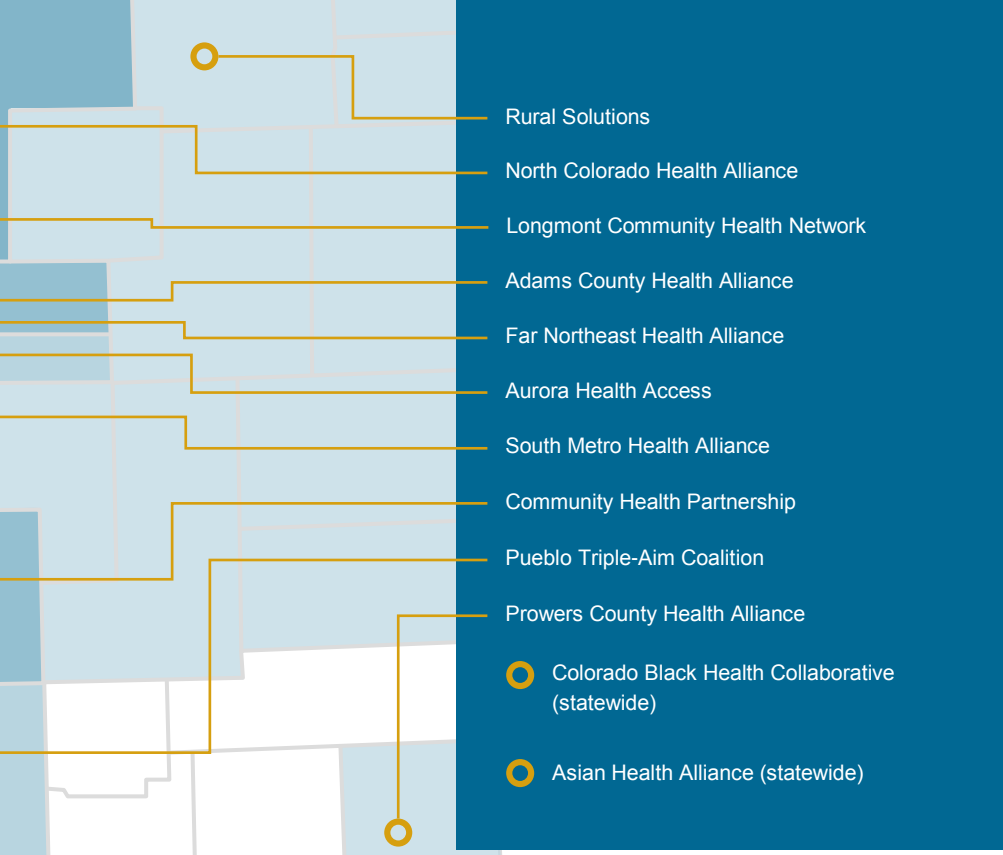 Rural Solutions
North Colorado Health Alliance
Longmont Community Health Network
Adams County Health Alliance
Far Northeast Health Alliance
Aurora Health Access
South Metro Health Alliance
Community Health Partnership
Pueblo Triple-Aim Coalition
Prowers County Health Alliance
Colorado Black Health Collaborative
(statewide)
Asian Health Alliance (statewide)